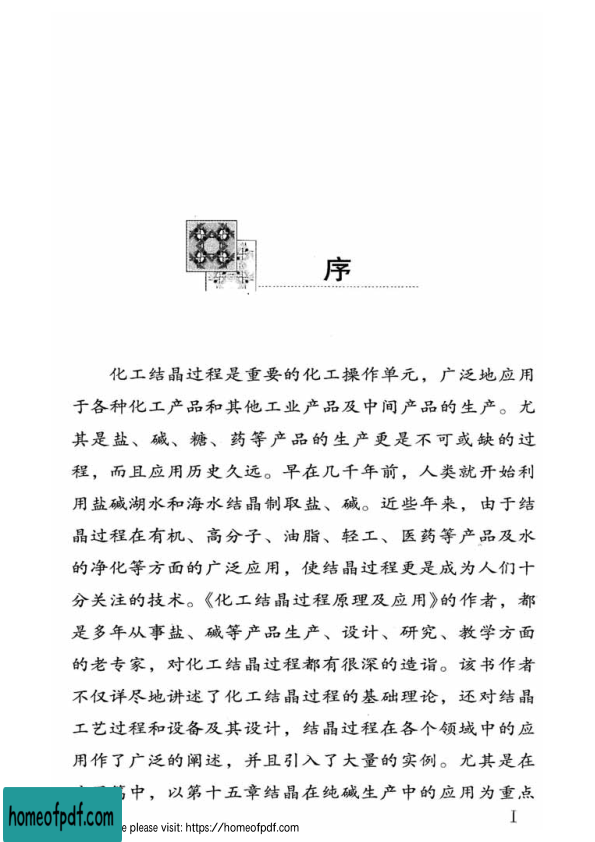 序
化工结晶过程是重要的化工操作单元，广泛地应用
于各种化工产品和其他工业产品及中间产品的生产。尤
其是盐、碱、糖、药等产品的生产更是不可或缺的过
程，而且应用历史久远。早在几千年前，人类就开始利
用盐碱湖水和海水结晶制取盐、碱。近些年来，由于结
晶过程在有机、高分子、油脂、轻工、医药等产品及水
的净化等方面的广泛应用，使结晶过程更是成为人们十
分关注的技术。《化工结晶过程原理及应用》的作者，都
是多年从事盐、碱等产品生产、设计、研究、教学方面
的老专家，对化工结晶过程都有很深的造诣。该书作者
不仅详尽地讲述了化工结晶过程的基础理论，还对结晶
工艺过程和设备及其设计，结晶过程在各个领域中的应
用作了广泛的阐述，并且引入了大量的实例。尤其是在
中，以第十五章结晶在纯碱生产中的应用为重点
I
homeofpdf.com
please visit: https://homeofpdf.com